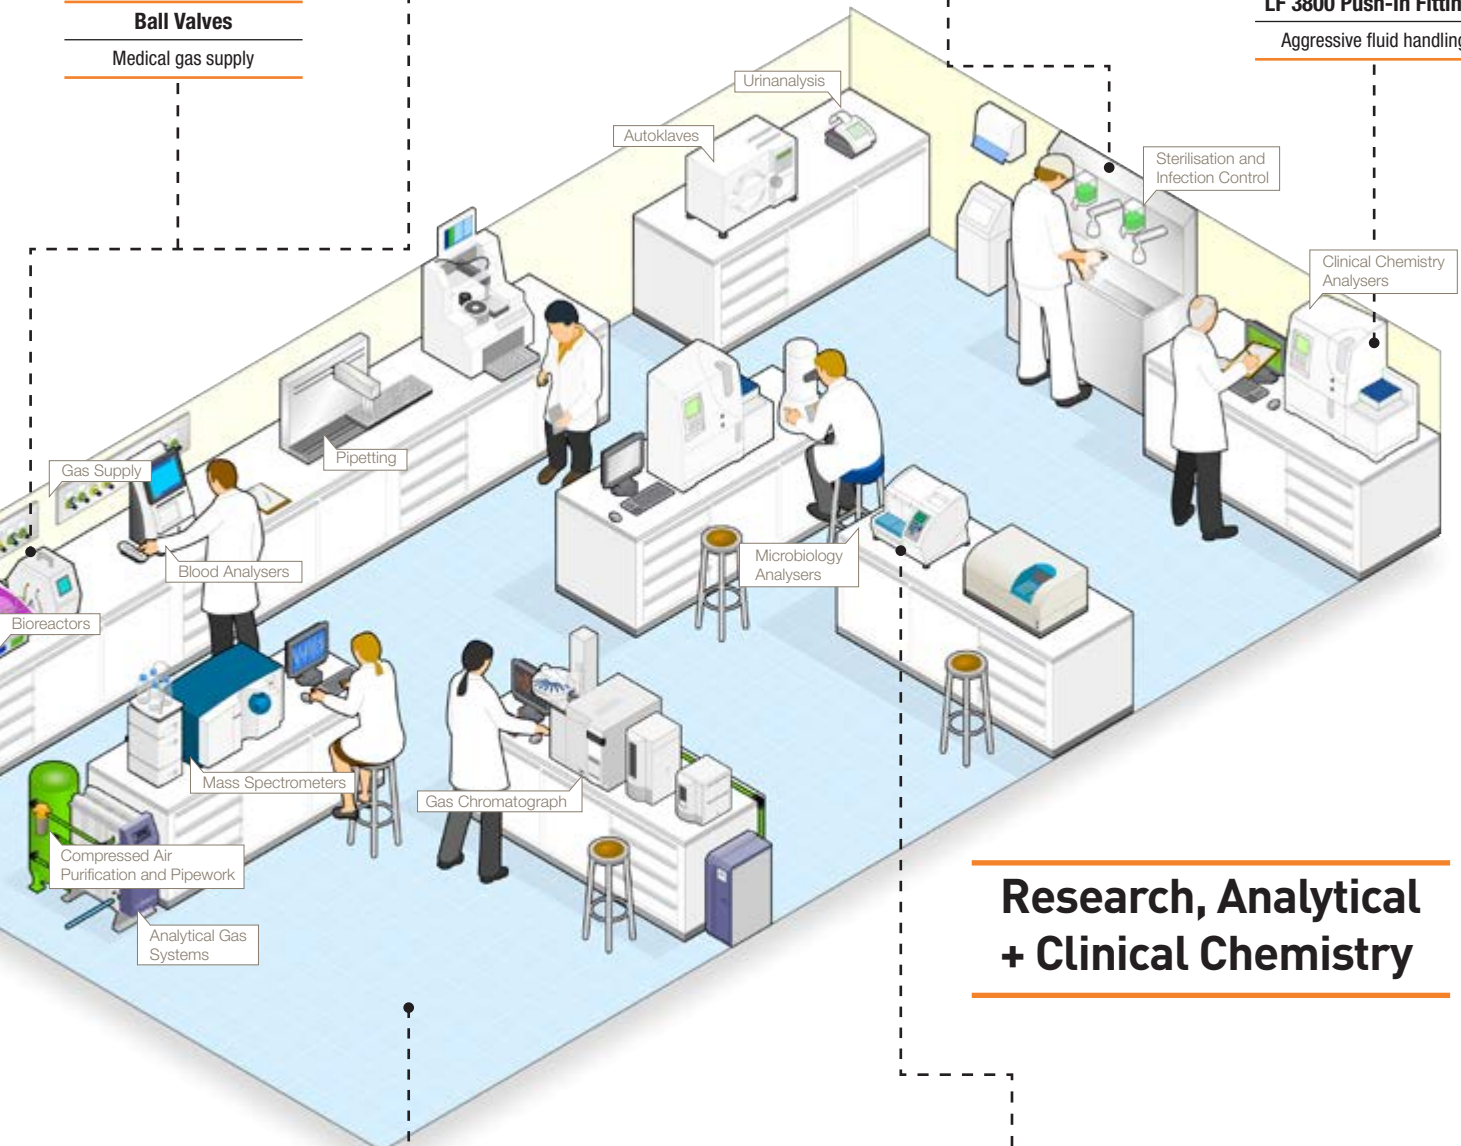 Ball Valves
Medical gas supply
LF 3800 Push-In
Aggressive fluid handling
Urinanalysis
Autoklaves
Sterilisation and
Infection Control
Clinical Chemistry
Analysers
Pipetting
Gas Supply
Blood Analysers
Microbiology
Analysers
Bioreactors
Mass Spectrometers
Gas Chromatograph
Compressed Air
Purification and Pipework
Analytical Gas
Systems
Research, Analytical
+ Clinical Chemistry